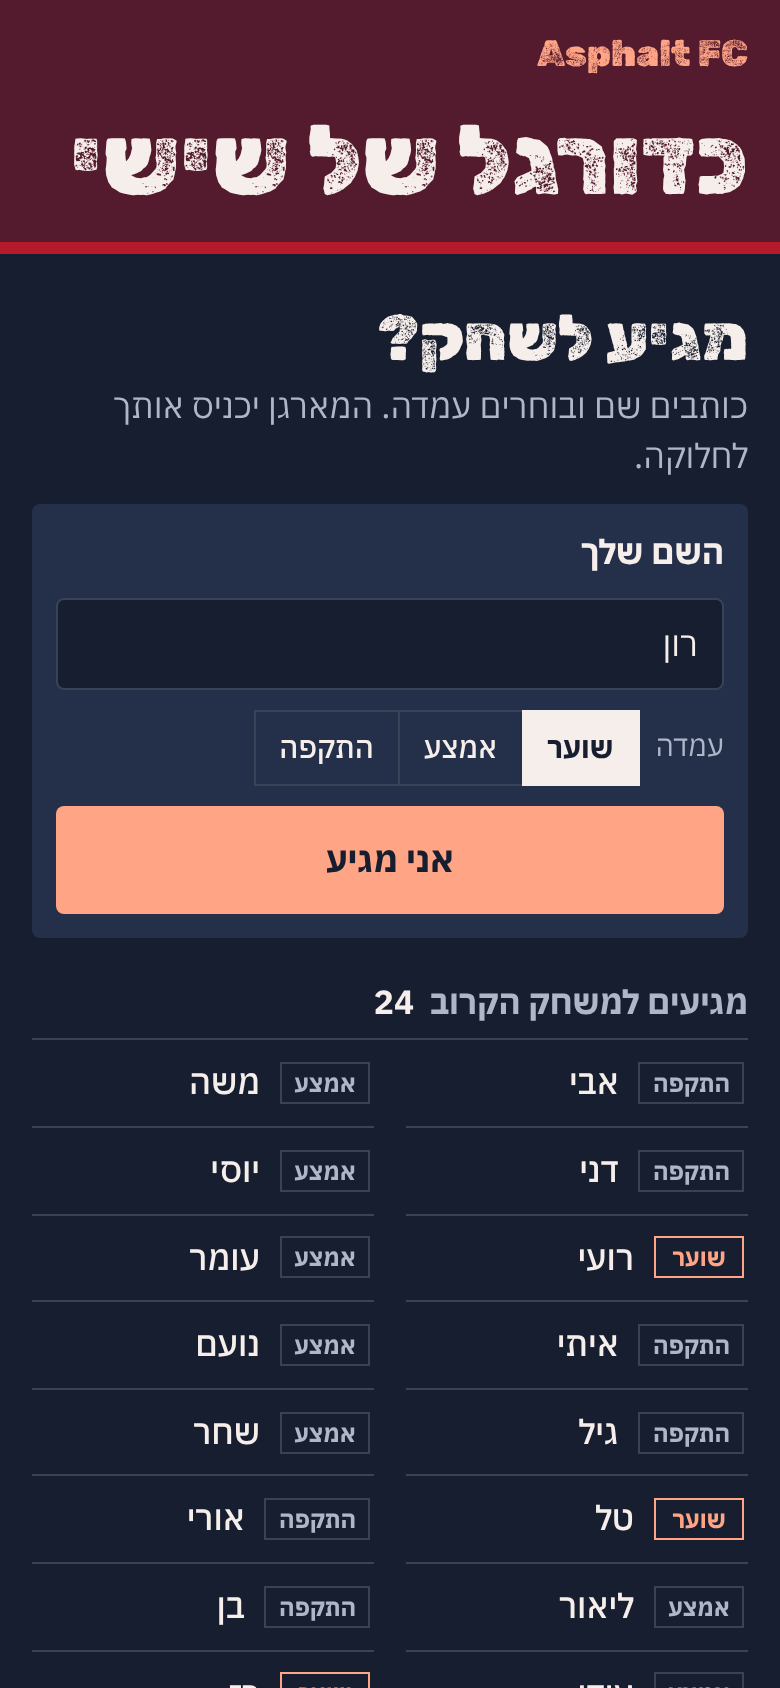 Asphalt FC
כדורגל של שישי
מגיע לשחק?
כותבים שם ובוחרים עמדה. המארגן יכניס אותך
לחלוקה.
השם שלך
רון
עמדה שוער אמצע התקפה
אני מגיע
מגיעים למשחק הקרוב 24
התקפה אבי אמצע משה
התקפה דני אמצע יוסי
שוער רועי אמצע עומר
התקפה איתי אמצע נועם
התקפה גיל אמצע שחר
שוער טל התקפה אורי
אמצע ליאור התקפה בן